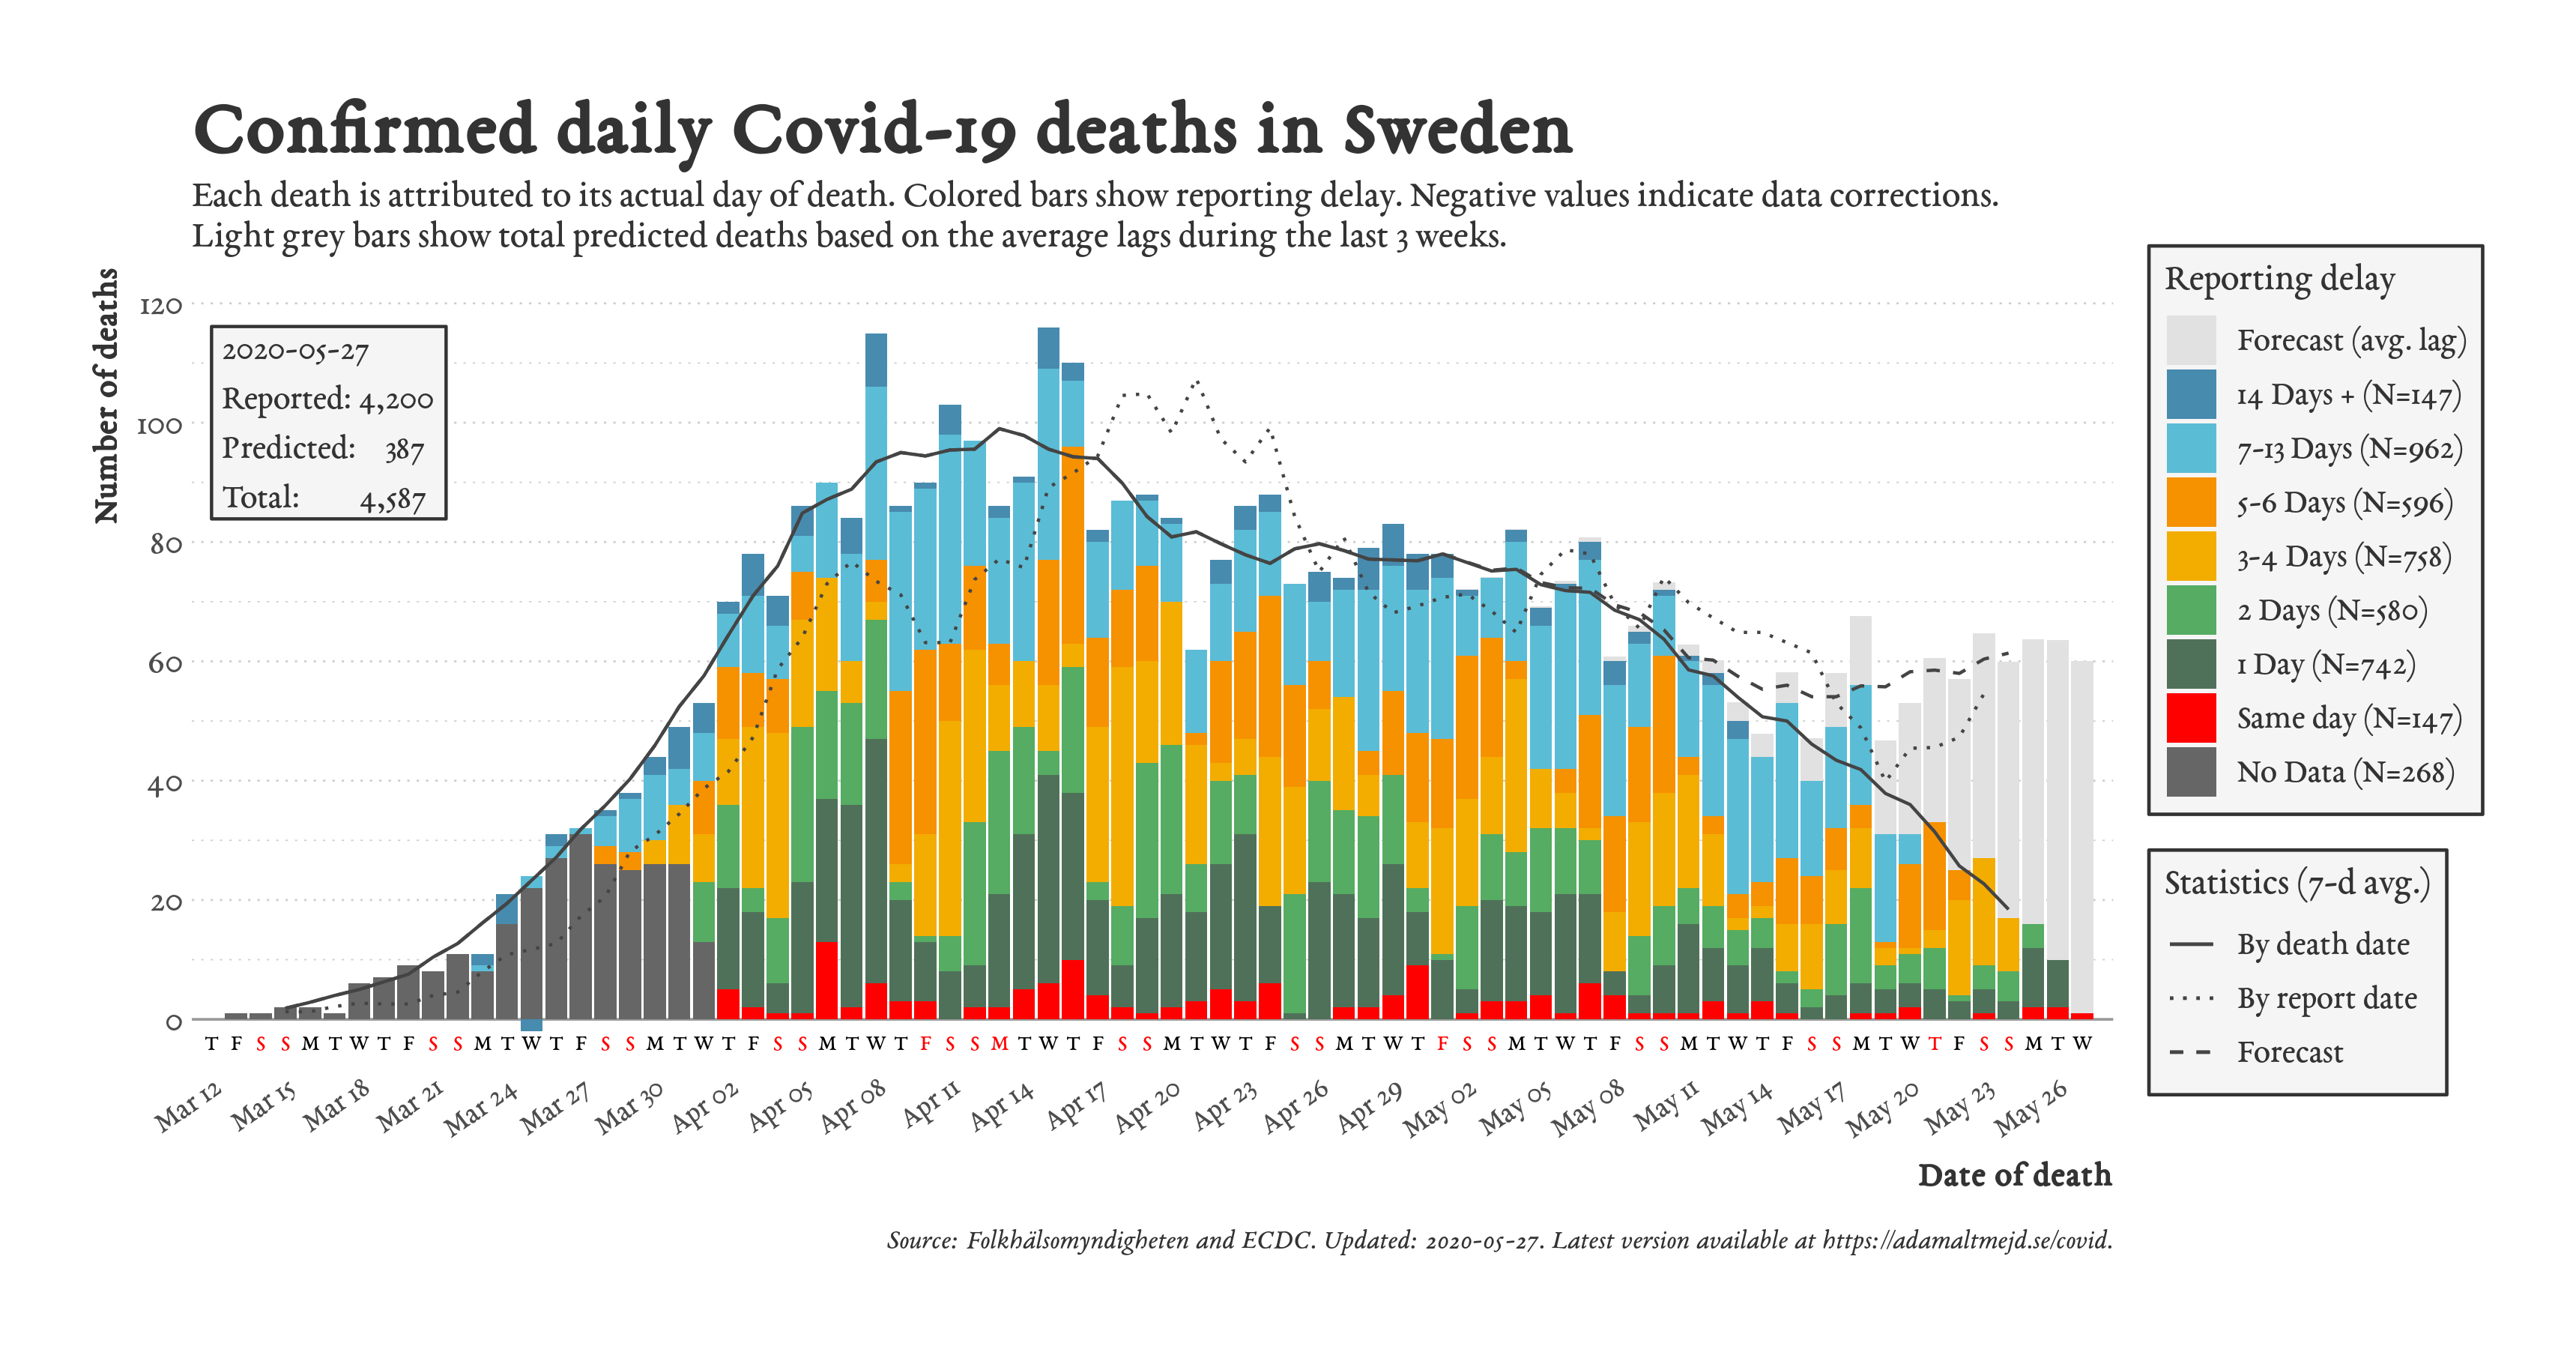 Confirmed daily Covid-19 deaths in Sweden
Each death is attributed to its actual day of death. Colored bars show reporting delay. Negative values indicate data corrections.
Light grey bars show total predicted deaths based on the average lags during the last 3 weeks.
Number of deaths
120
100
80
60
40
20
0
2020-05-27
Reported: 4,200
Predicted: 387
Total: 4,587
T F S S M T W T F S S M T W T F S S M T W T F S S M T W T F S S M T W T F S S M T W T F S S M T W T F S S M T W T F S S M T W T F S S M T W T F S S M T W
Mar 12 Mar 15 Mar 18 Mar 21 Mar 24 Mar 27 Mar 30 Apr 02 Apr 05 Apr 08 Apr 11 Apr 14 Apr 17 Apr 20 Apr 23 Apr 26 Apr 29 May 02 May 05 May 08 May 11 May 14 May 17 May 20 May 23 May 26
Date of death
Reporting delay
Forecast (avg. lag)
14 Days + (N=147)
7-13 Days (N=962)
5-6 Days (N=596)
3-4 Days (N=758)
2 Days (N=580)
1 Day (N=742)
Same day (N=147)
No Data (N=268)
Statistics (7-d avg.)
By death date
By report date
Forecast
Source: Folkhälsomyndigheten and ECDC. Updated: 2020-05-27. Latest version available at https://adamaltmejd.se/covid.